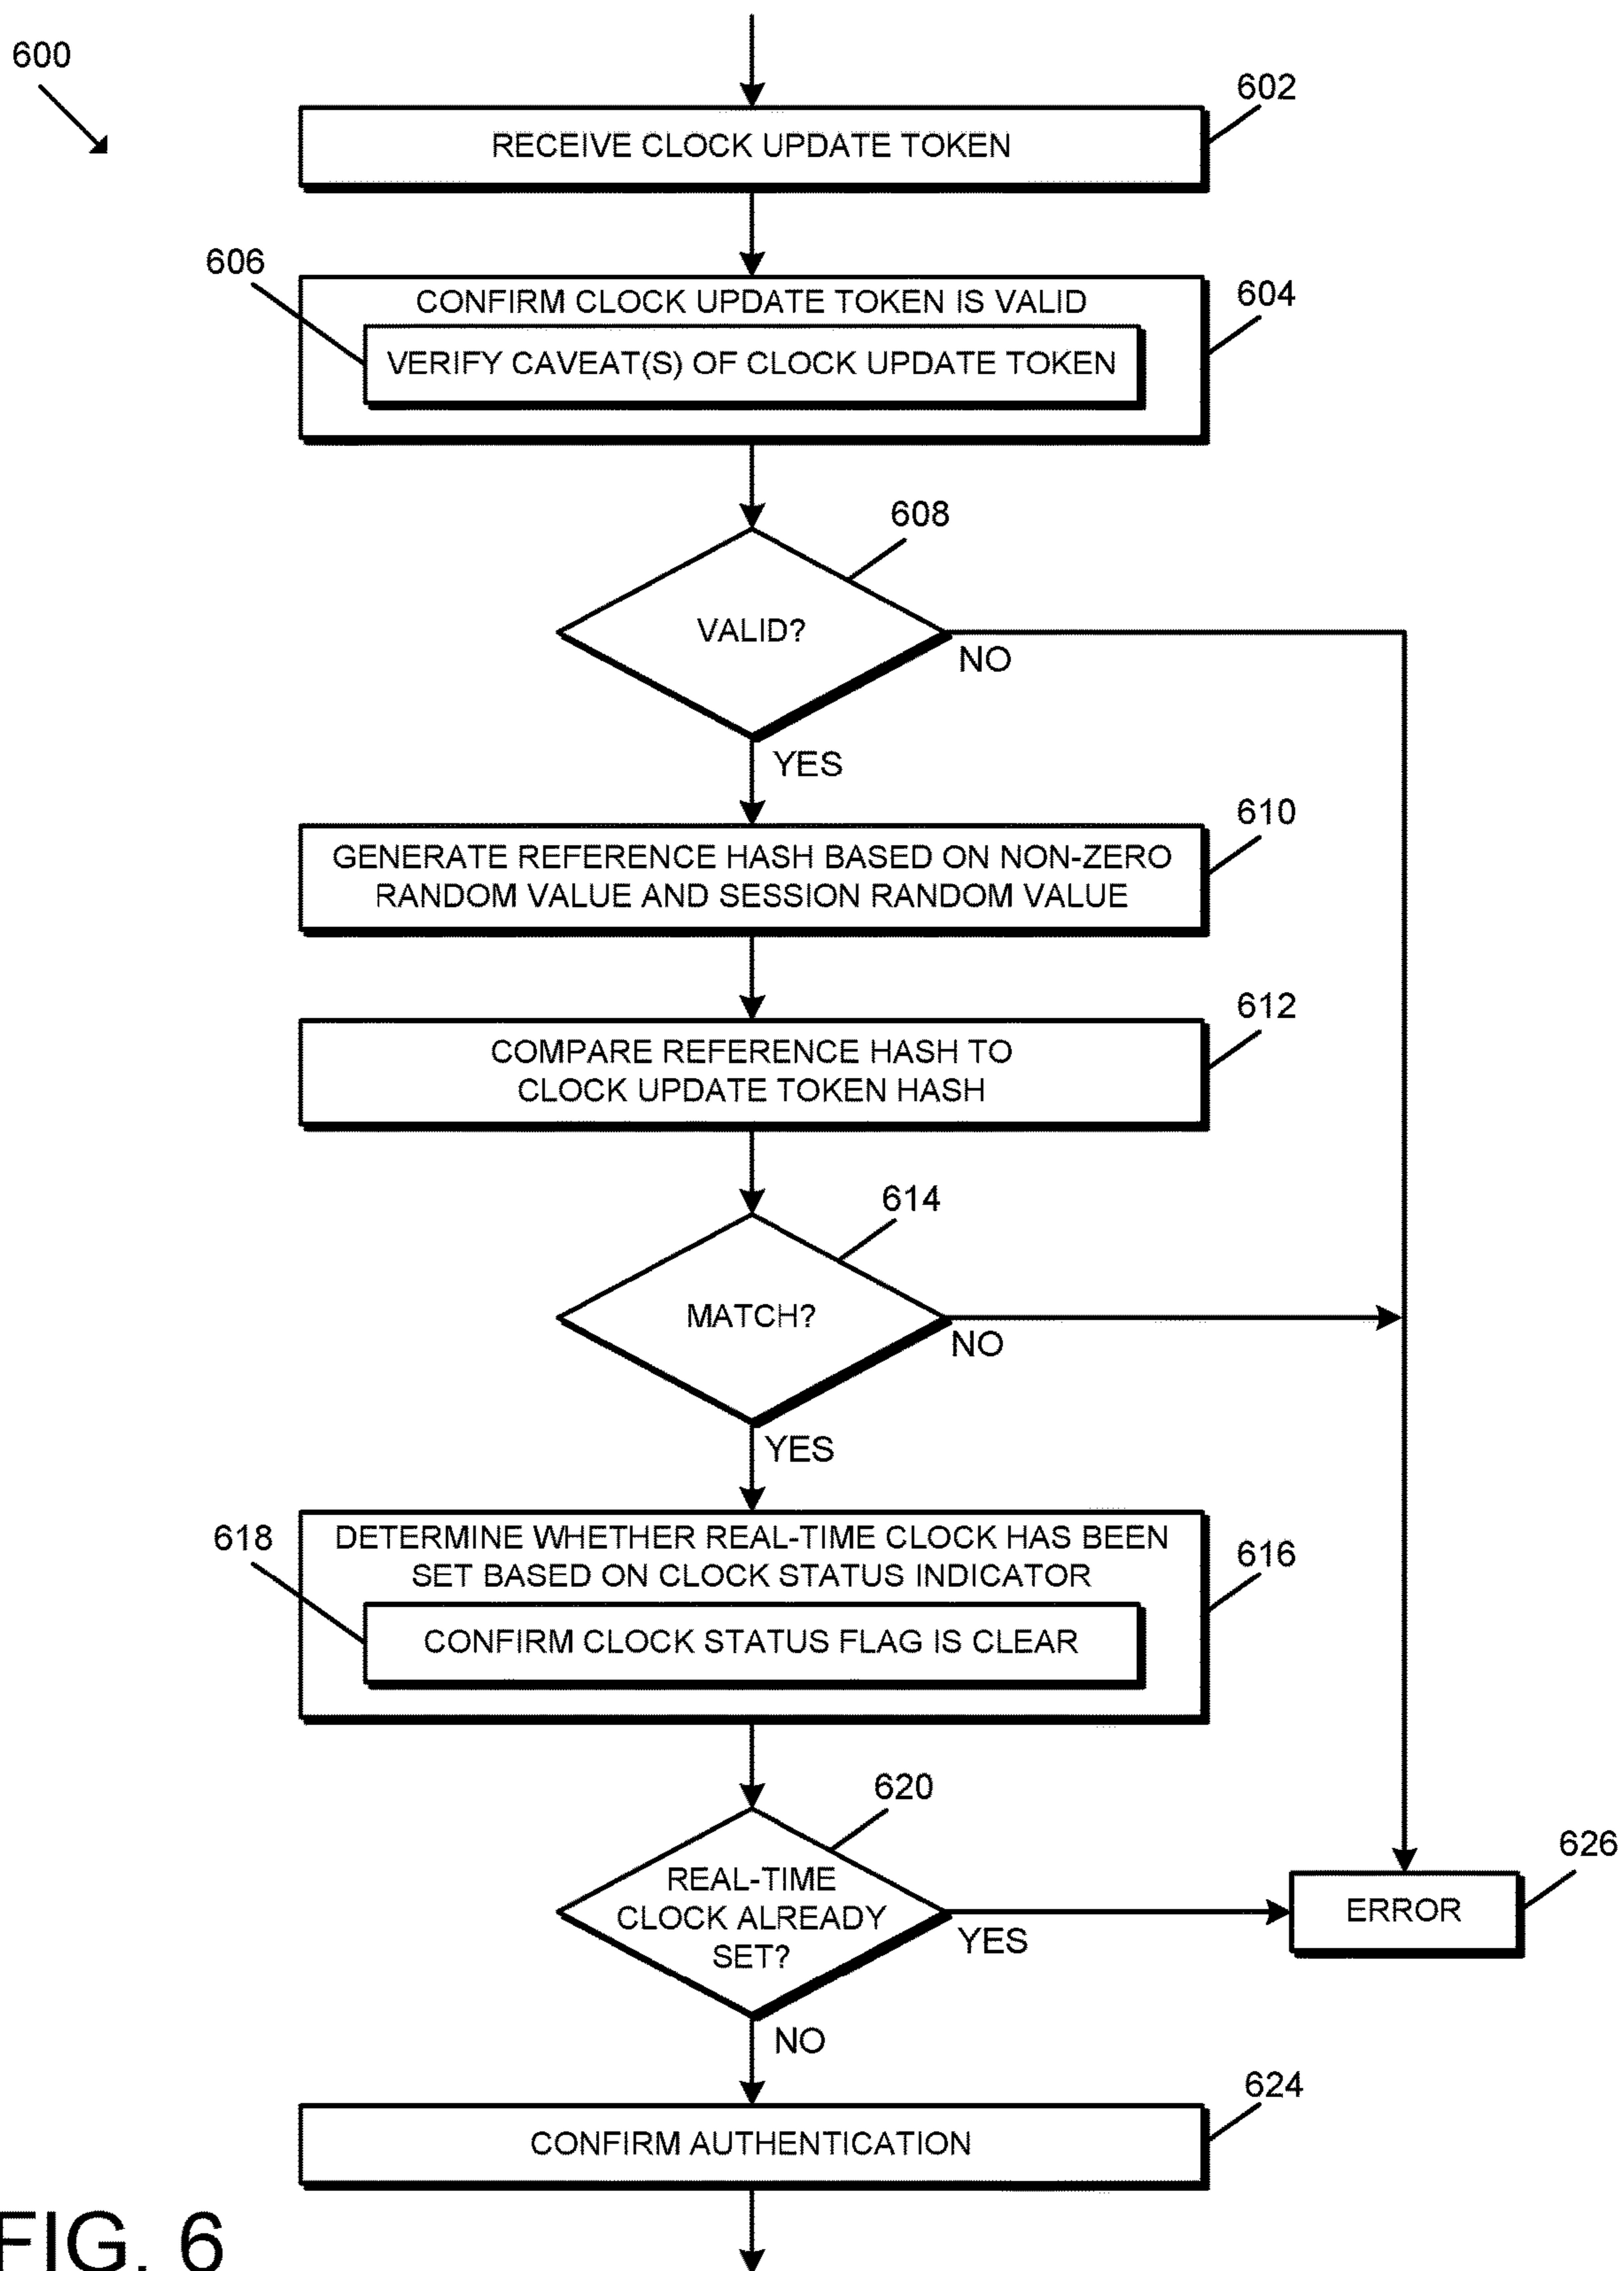 600
602
RECEIVE CLOCK UPDATE TOKEN
606
604
CONFIRM CLOCK UPDATE TOKEN IS VALID
VERIFY CAVEAT(S) OF CLOCK UPDATE TOKEN
608
VALID?
NO
YES
610
GENERATE REFERENCE HASH BASED ON NON-ZERO
RANDOM VALUE AND SESSION RANDOM VALUE
612
COMPARE REFERENCE HASH TO
CLOCK UPDATE TOKEN HASH
614
MATCH?
NO
YES
618
616
DETERMINE WHETHER REAL-TIME CLOCK HAS BEEN
SET BASED ON CLOCK STATUS INDICATOR
CONFIRM CLOCK STATUS FLAG IS CLEAR
620
REAL-TIME
CLOCK ALREADY
SET?
YES
626
ERROR
NO
624
CONFIRM AUTHENTICATION
FIG. 6